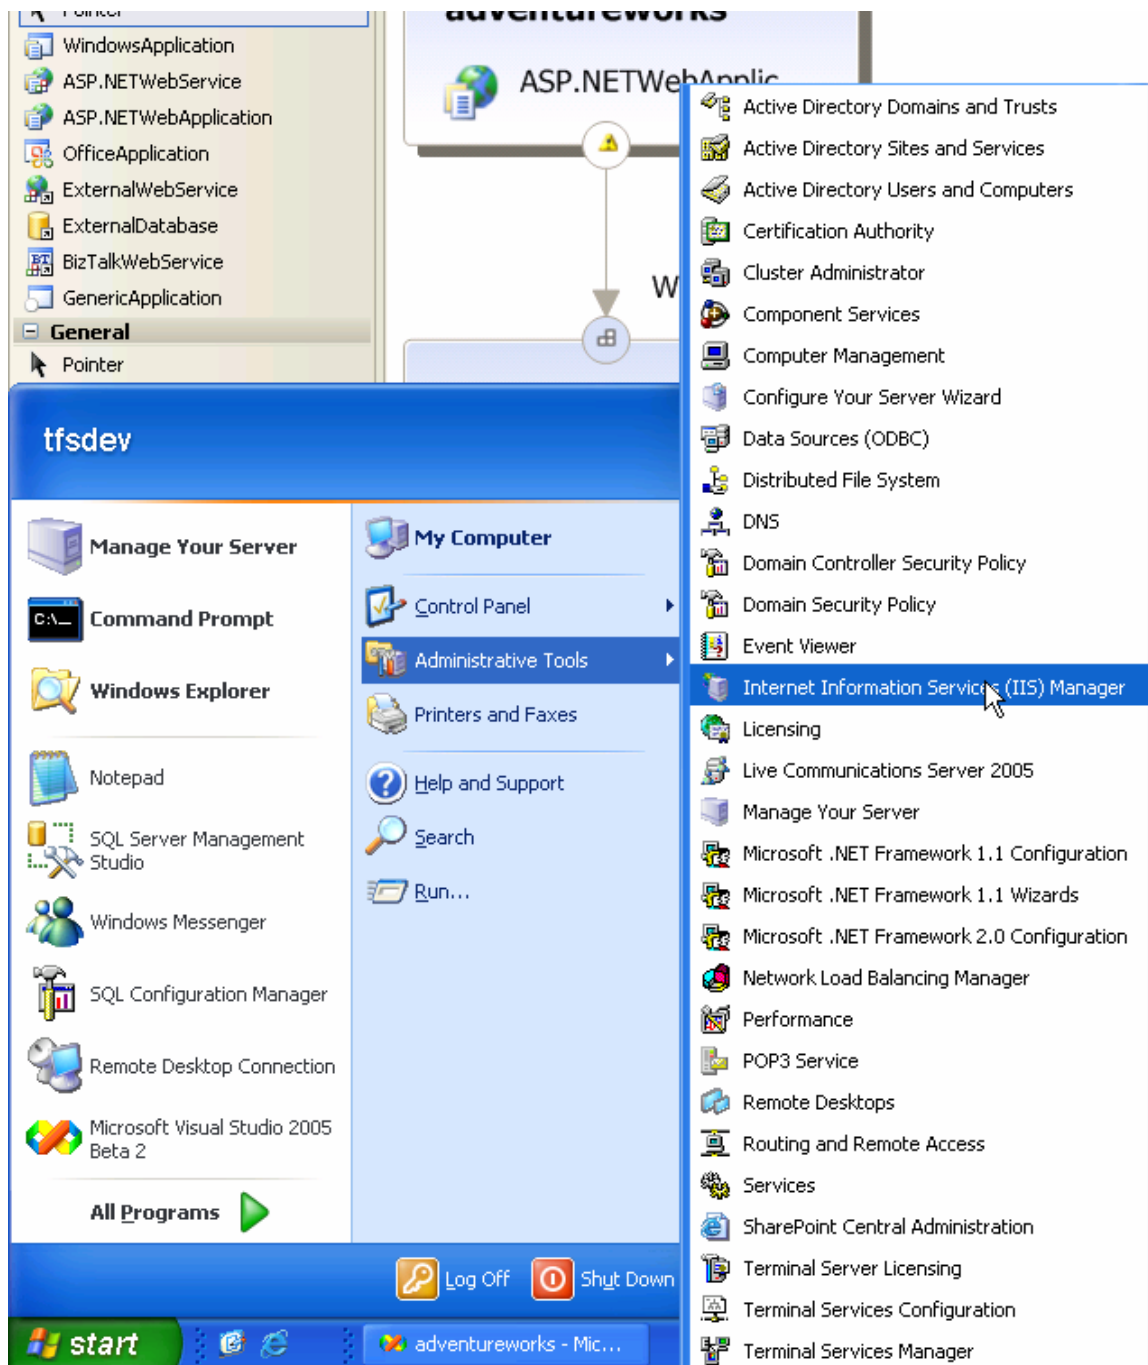 Pointer
WindowsApplication
ASP.NETWebService
ASP.NETWebApplication
OfficeApplication
ExternalWebService
ExternalDatabase
BizTalkWebService
GenericApplication
General
Pointer
adventureworks
ASP.NETWebApplic
W
tfsdev
Manage Your Server
Command Prompt
Windows Explorer
Notepad
SQL Server Management
Studio
Windows Messenger
SQL Configuration Manager
Remote Desktop Connection
Microsoft Visual Studio 2005
Beta 2
All Programs
My Computer
Control Panel
Administrative Tools
Printers and Faxes
Help and Support
Search
Run...
Log Off
Shut Down
start
adventureworks - Mic...
Active Directory Domains and Trusts
Active Directory Sites and Services
Active Directory Users and Computers
Certification Authority
Cluster Administrator
Component Services
Computer Management
Configure Your Server Wizard
Data Sources (ODBC)
Distributed File System
DNS
Domain Controller Security Policy
Domain Security Policy
Event Viewer
Internet Information Services (IIS) Manager
Licensing
Live Communications Server 2005
Manage Your Server
Microsoft .NET Framework 1.1 Configuration
Microsoft .NET Framework 1.1 Wizards
Microsoft .NET Framework 2.0 Configuration
Network Load Balancing Manager
Performance
POP3 Service
Remote Desktops
Routing and Remote Access
Services
SharePoint Central Administration
Terminal Server Licensing
Terminal Services Configuration
Terminal Services Manager